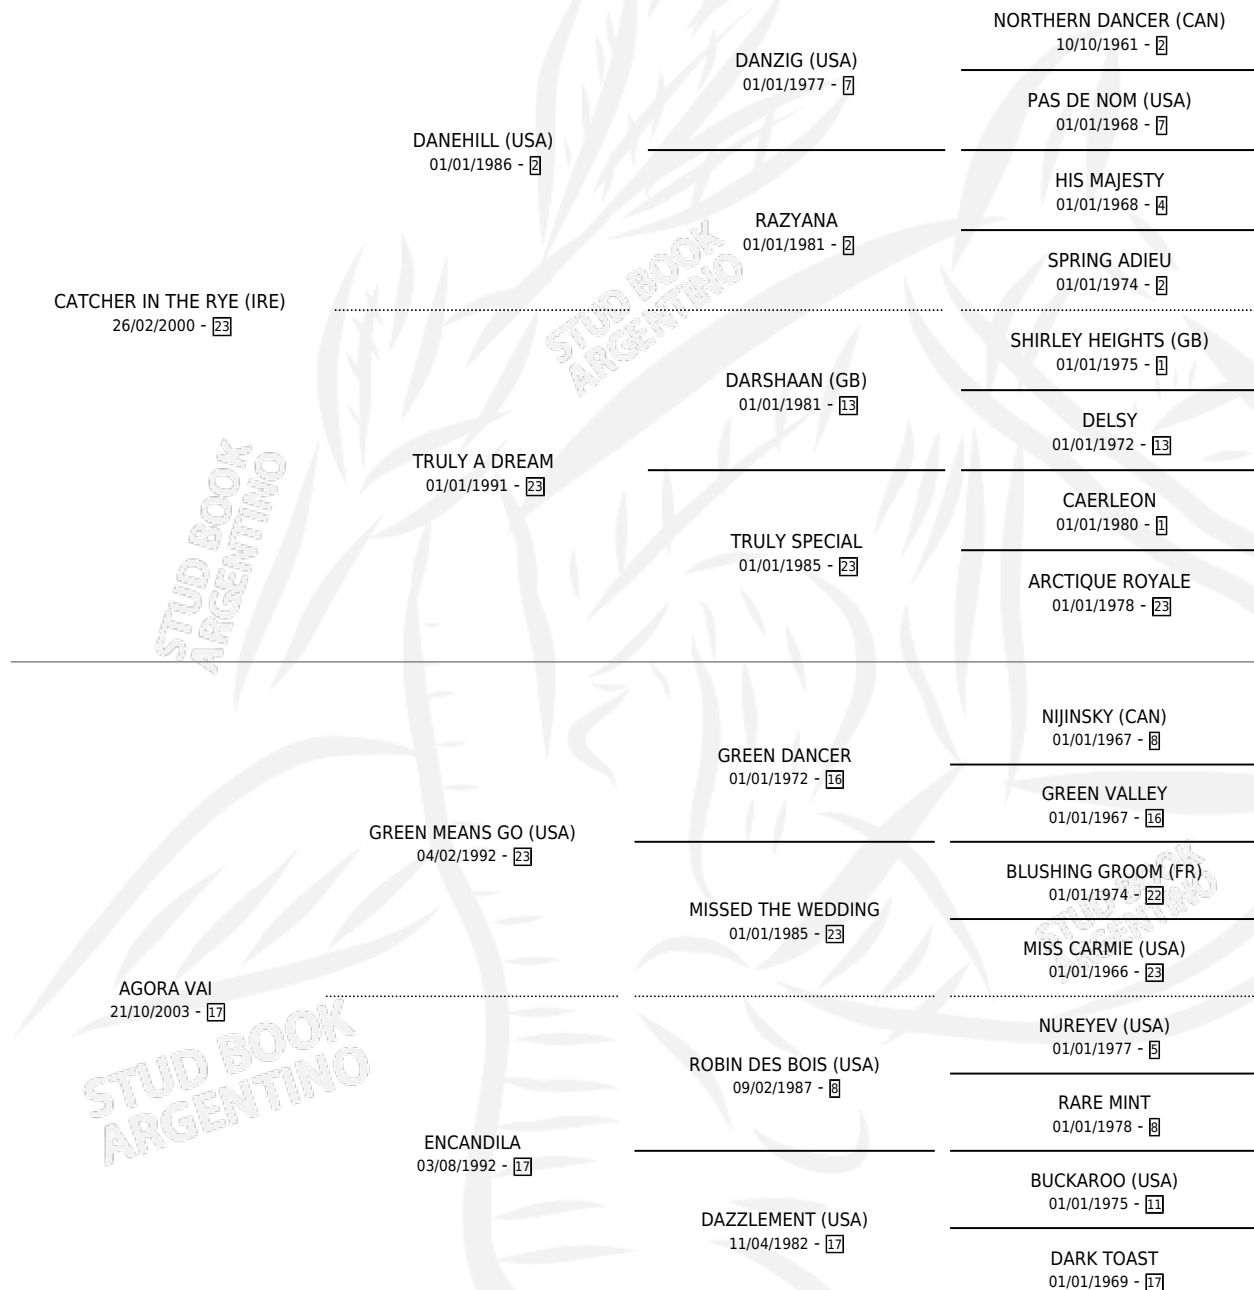 NORTHERN DANCER (CAN)
10/10/1961 - 2
DANZIG (USA)
01/01/1977 - 7
PAS DE NOM (USA)
01/01/1968 - 7
DANEHILL (USA)
01/01/1986 - 2
HIS MAJESTY
01/01/1968 - 4
RAZYANA
01/01/1981 - 2
SPRING ADIEU
01/01/1974 - 2
CATCHER IN THE RYE (IRE)
26/02/2000 - 23
SHIRLEY HEIGHTS (GB)
01/01/1975 - 1
DARSHAAN (GB)
01/01/1981 - 13
DELSY
01/01/1972 - 13
TRULY A DREAM
01/01/1991 - 23
CAERLEON
01/01/1980 - 1
TRULY SPECIAL
01/01/1985 - 23
ARCTIQUE ROYALE
01/01/1978 - 23
NIJINSKY (CAN)
01/01/1967 - 8
GREEN DANCER
01/01/1972 - 16
GREEN VALLEY
01/01/1967 - 16
GREEN MEANS GO (USA)
04/02/1992 - 23
BLUSHING GROOM (FR)
01/01/1974 - 22
MISSED THE WEDDING
01/01/1985 - 23
MISS CARMIE (USA)
01/01/1966 - 23
AGORA VAI
21/10/2003 - 17
NUREYEV (USA)
01/01/1977 - 5
ROBIN DES BOIS (USA)
09/02/1987 - 8
RARE MINT
01/01/1978 - 8
ENCANDILA
03/08/1992 - 17
BUCKAROO (USA)
01/01/1975 - 11
DAZZLEMENT (USA)
11/04/1982 - 17
DARK TOAST
01/01/1969 - 17
STUD BOOK
ARGENTINO
STUD BOOK
ARGENTINO
STUD BOOK
ARGENTINO
STUD BOOK
ARGENTINO